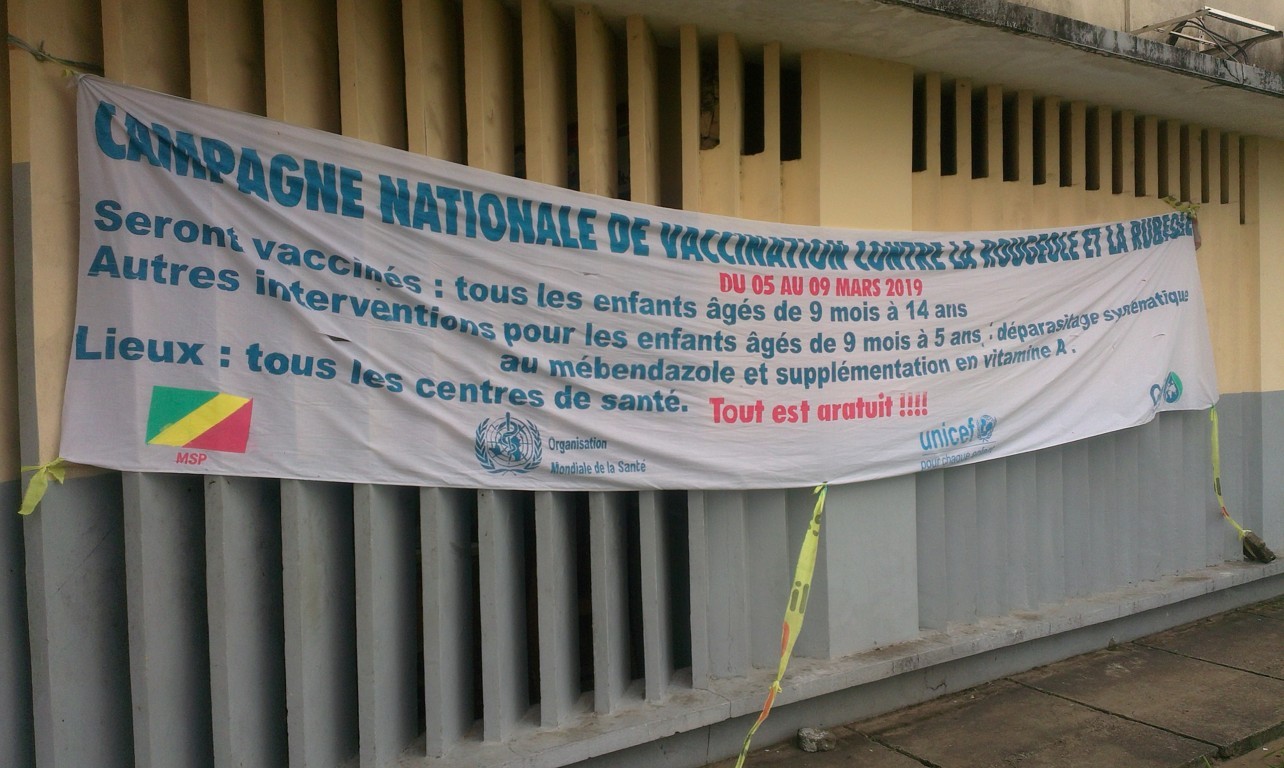 CAMPAGNE NATIONALE DE VACCINATION CONTRE LA ROUGEOLE ET LA RUBEOLE
DU 05 AU 09 MARS 2019
Seront vaccinés : tous les enfants âgés de 9 mois à 14 ans
Autres interventions pour les enfants âgés de 9 mois à 5 ans : déparasitage
au mébendazole et supplémentation en vitamine A.
Lieux : tous les centres de santé.
Tout est gratuit !!!!
MSP
Organisation
Mondiale de la Santé
unicef
pour chaque enfant